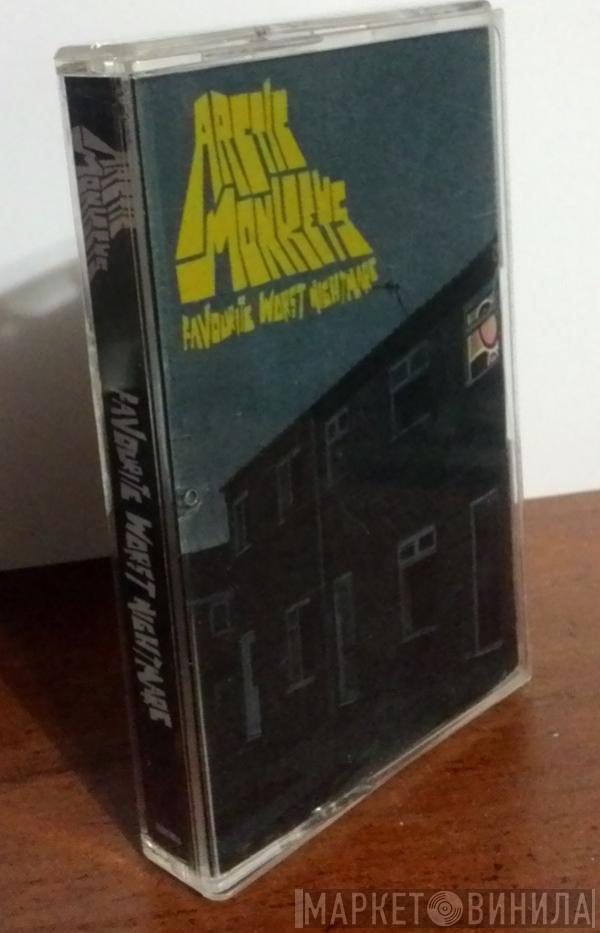 ARCTIC
MONKEYS
FAVOURITE WORST NIGHTMARE
ARCTIC
MONKEYS
FAVOURITE WORST NIGHTMARE
МАРКЕТ ВИНИЛА